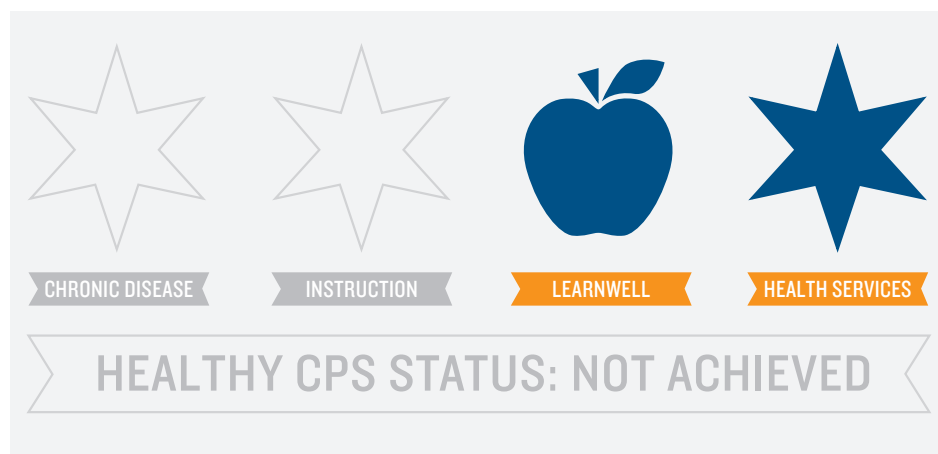 CHRONIC DISEASE
INSTRUCTION
LEARNWELL
HEALTH SERVICES
HEALTHY CPS STATUS: NOT ACHIEVED